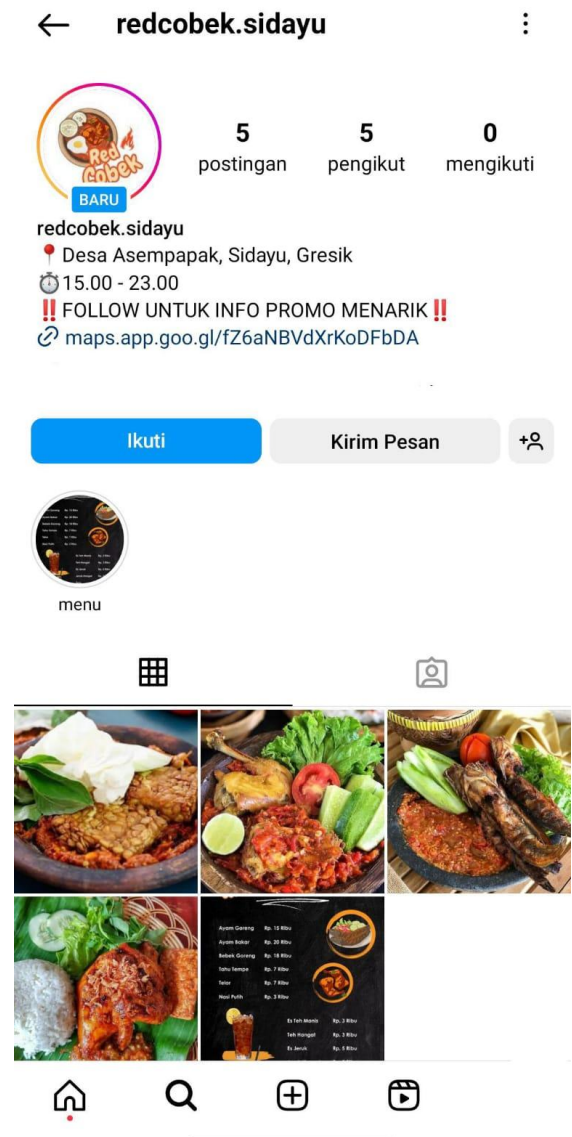 redcobek.sidayu
Red
Cobek
BARU
5 5 0
postingan pengikut mengikuti
redcobek.sidayu
Desa Asempapak, Sidayu, Gresik
15.00 - 23.00
‼️FOLLOW UNTUK INFO PROMO MENARIK‼️
maps.app.goo.gl/fZ6aNBVdXrKoDFbDA
Ikuti Kirim Pesan
menu
Ayam Goreng Rp. 15 Ribu
Ayam Bakar Rp. 20 Ribu
Bebek Goreng Rp. 18 Ribu
Tahu Tempe Rp. 7 Ribu
Telor Rp. 7 Ribu
Nasi Putih Rp. 3 Ribu
Es Teh Manis Rp. 3 Ribu
Teh Hangat Rp. 3 Ribu
Es Jeruk Rp. 5 Ribu